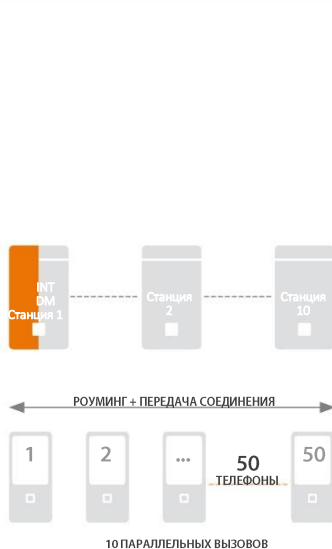 INT
DM
Станция 1
Станция
2
Станция
10
РОУМИНГ + ПЕРЕДАЧА СОЕДИНЕНИЯ
1
2
...
50
ТЕЛЕФОНЫ
50
10 ПАРАЛЛЕЛЬНЫХ ВЫЗОВОВ